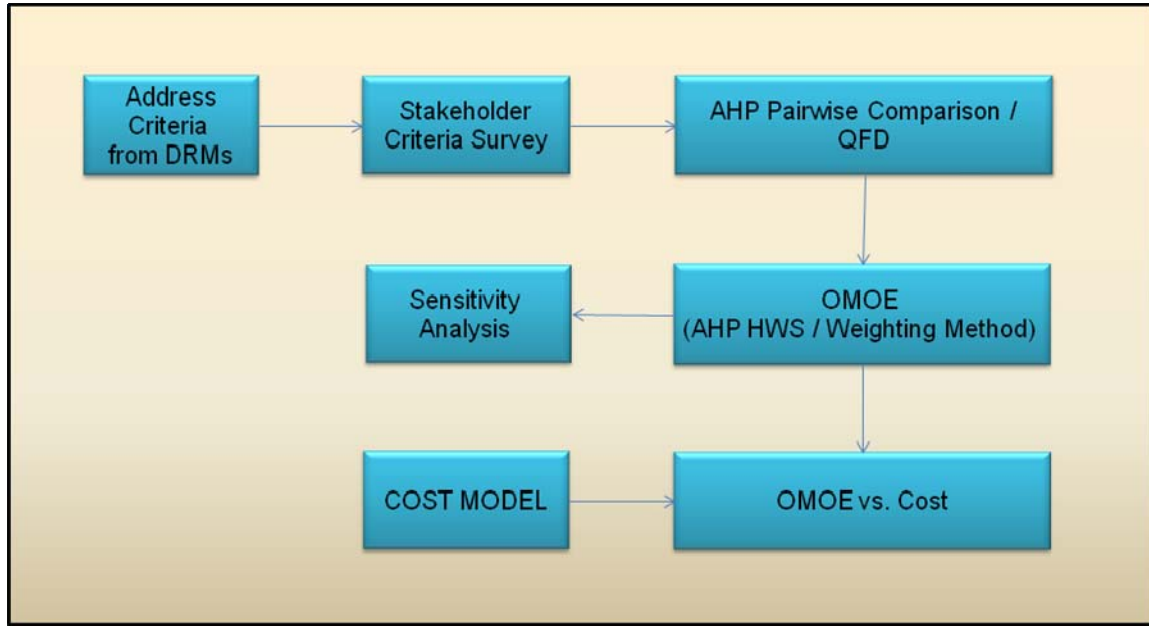 Address
Criteria
from DRMs
Stakeholder
Criteria Survey
AHP Pairwise Comparison /
QFD
Sensitivity
Analysis
OMOE
(AHP HWS / Weighting Method)
COST MODEL
OMOE vs. Cost